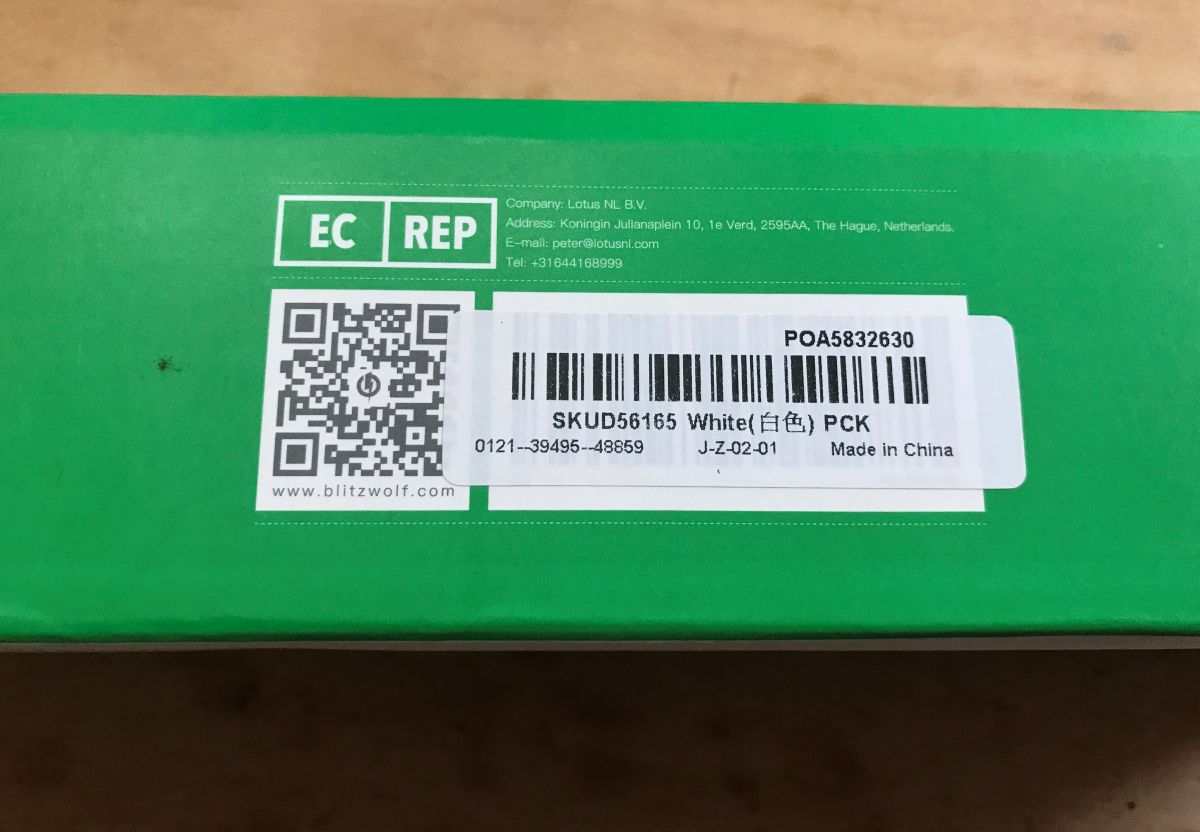 EC REP
Company: Lotus NL B.V.
Address: Koningin Julianaplein 10, 1e Verd, 2595AA, The Hague, Netherlands.
E-mail: peter@lotusnl.com
Tel: +31644168999
www.blitzwolf.com
POA5832630
SKUD56165 White(白色) PCK
0121--39495--48659 J-Z-02-01 Made in China